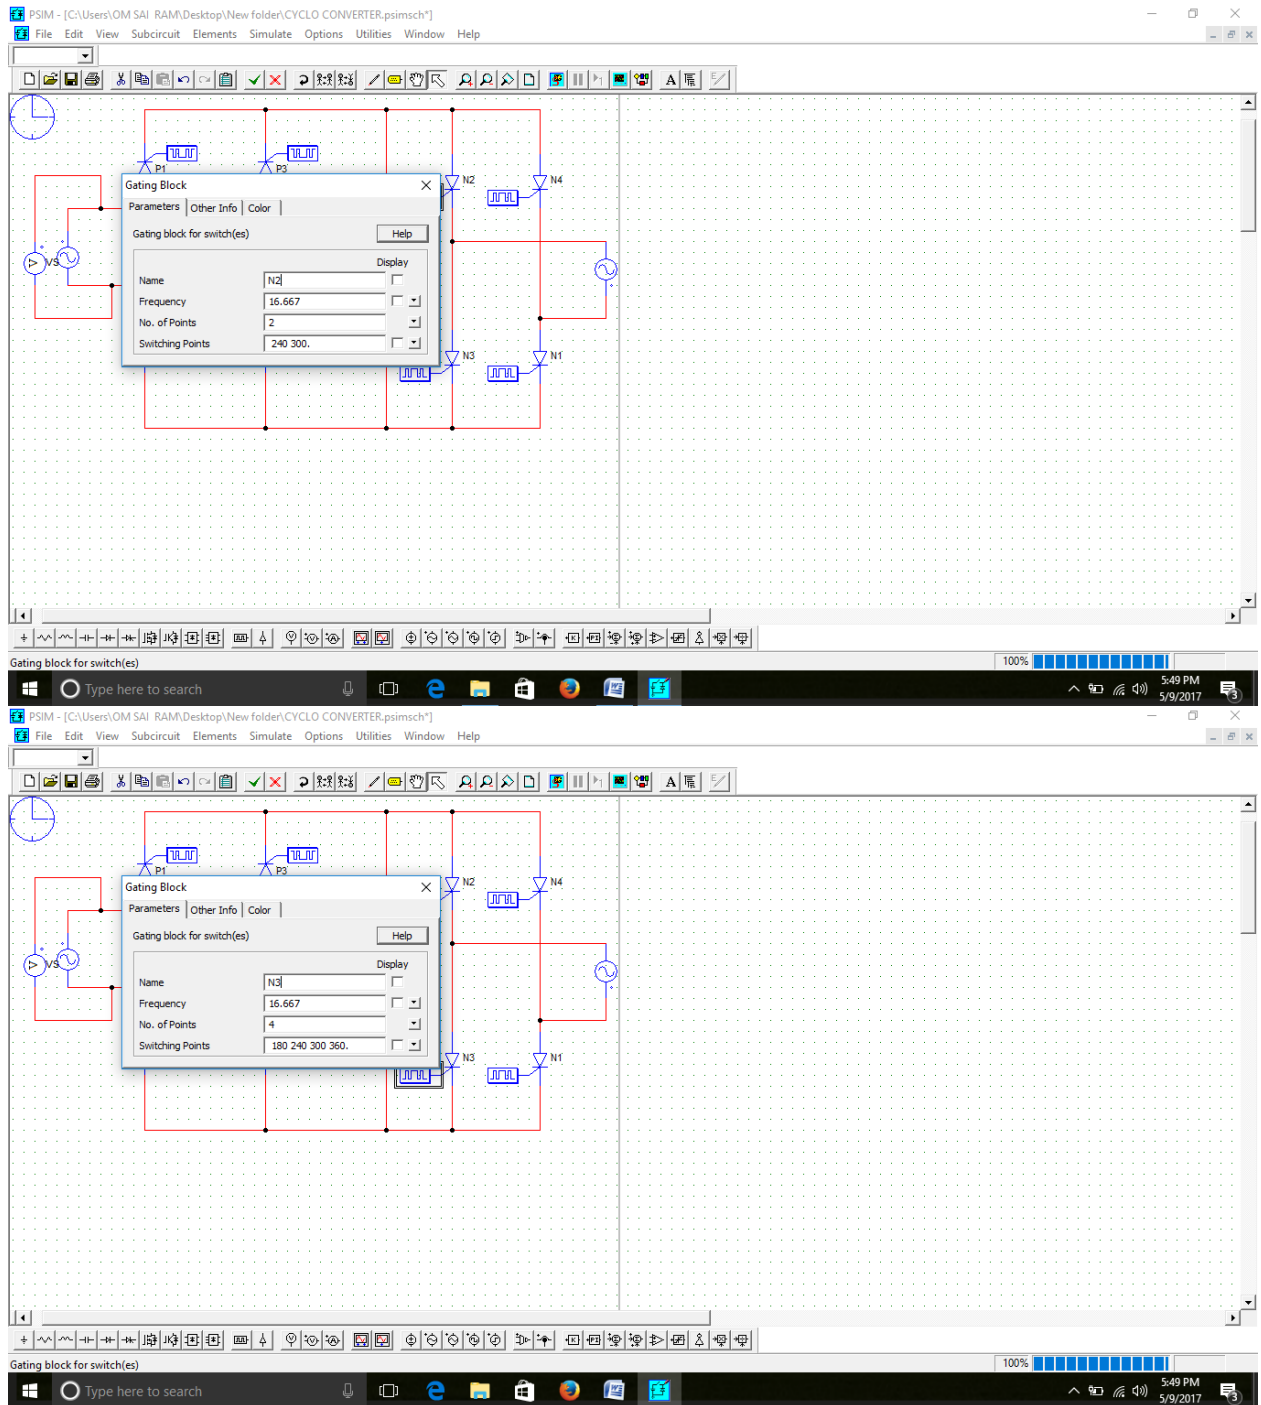 PSIM - [C:\Users\OM SAI RAM\Desktop\New folder\CYCLO CONVERTER.psimsch*]
File Edit View Subcircuit Elements Simulate Options Utilities Window Help
P1 P3
N2 N4
Gating Block
Parameters Other Info Color
Gating block for switch(es) Help
Display
Name N2
Frequency 16.667
No. of Points 2
Switching Points 240 300.
VS
N3 N1
Gating block for switch(es)
100%
Type here to search
5:49 PM
5/9/2017
3
PSIM - [C:\Users\OM SAI RAM\Desktop\New folder\CYCLO CONVERTER.psimsch*]
File Edit View Subcircuit Elements Simulate Options Utilities Window Help
P1 P3
N2 N4
Gating Block
Parameters Other Info Color
Gating block for switch(es) Help
Display
Name N3
Frequency 16.667
No. of Points 4
Switching Points 180 240 300 360.
VS
N3 N1
Gating block for switch(es)
100%
Type here to search
5:49 PM
5/9/2017
3